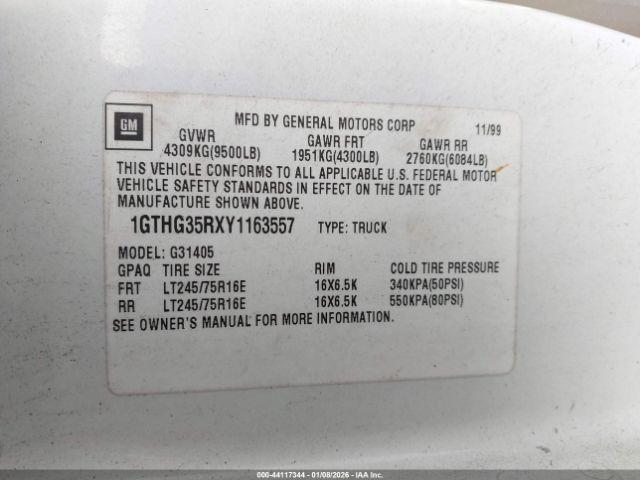 GM
MFD BY GENERAL MOTORS CORP 11/99
GVWR GAWR FRT GAWR RR
4309KG(9500LB) 1951KG(4300LB) 2760KG(6084LB)
THIS VEHICLE CONFORMS TO ALL APPLICABLE U.S. FEDERAL MOTOR
VEHICLE SAFETY STANDARDS IN EFFECT ON THE DATE OF
MANUFACTURE SHOWN ABOVE.
1GTHG35RXY1163557 TYPE: TRUCK
MODEL: G31405
GPAQ TIRE SIZE RIM COLD TIRE PRESSURE
FRT LT245/75R16E 16X6.5K 340KPA(50PSI)
RR LT245/75R16E 16X6.5K 550KPA(80PSI)
SEE OWNER'S MANUAL FOR MORE INFORMATION.
000-44117344 | 01/08/2026 - IAA Inc.